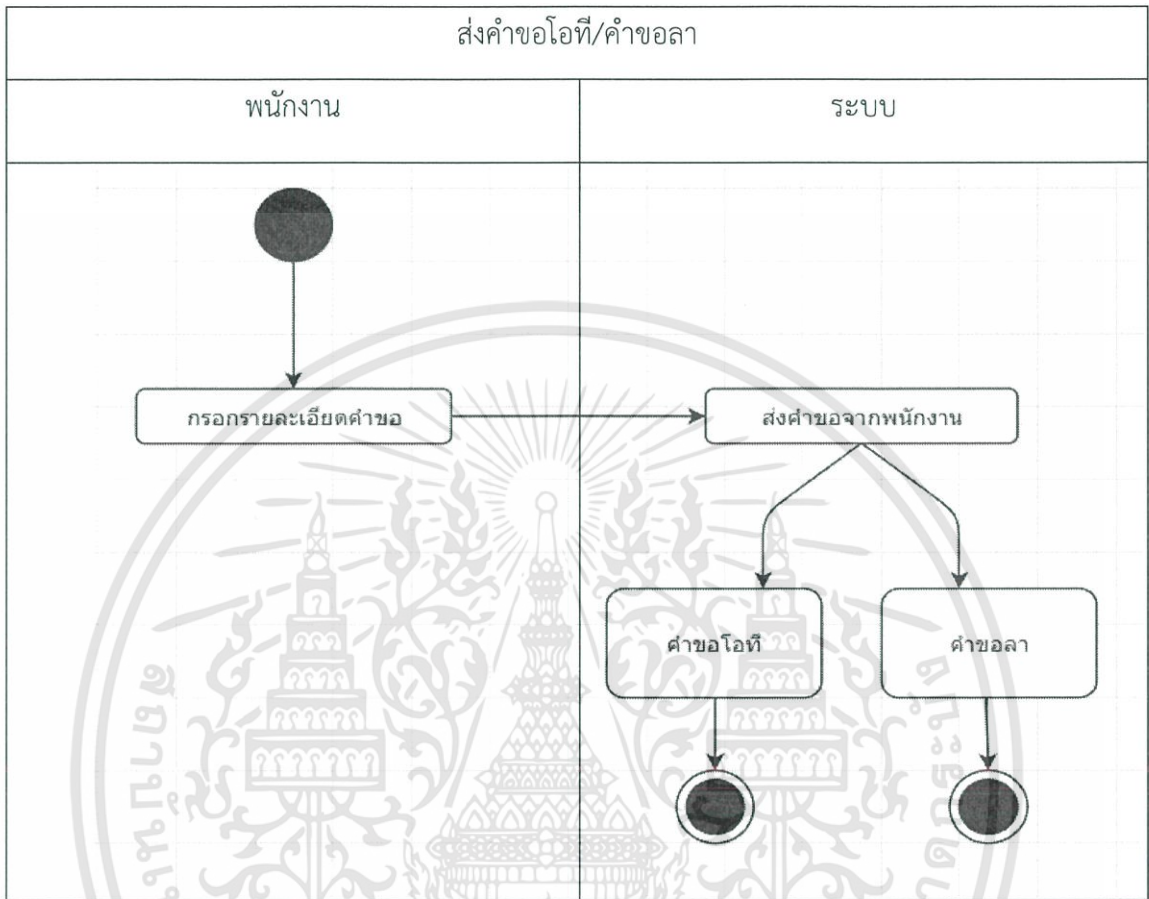 ส่งคำขอโอที/คำขอลา
พนักงาน
ระบบ
กรอกรายละเอียดคำขอ
ส่งคำขอจากพนักงาน
คำขอโอที
คำขอลา